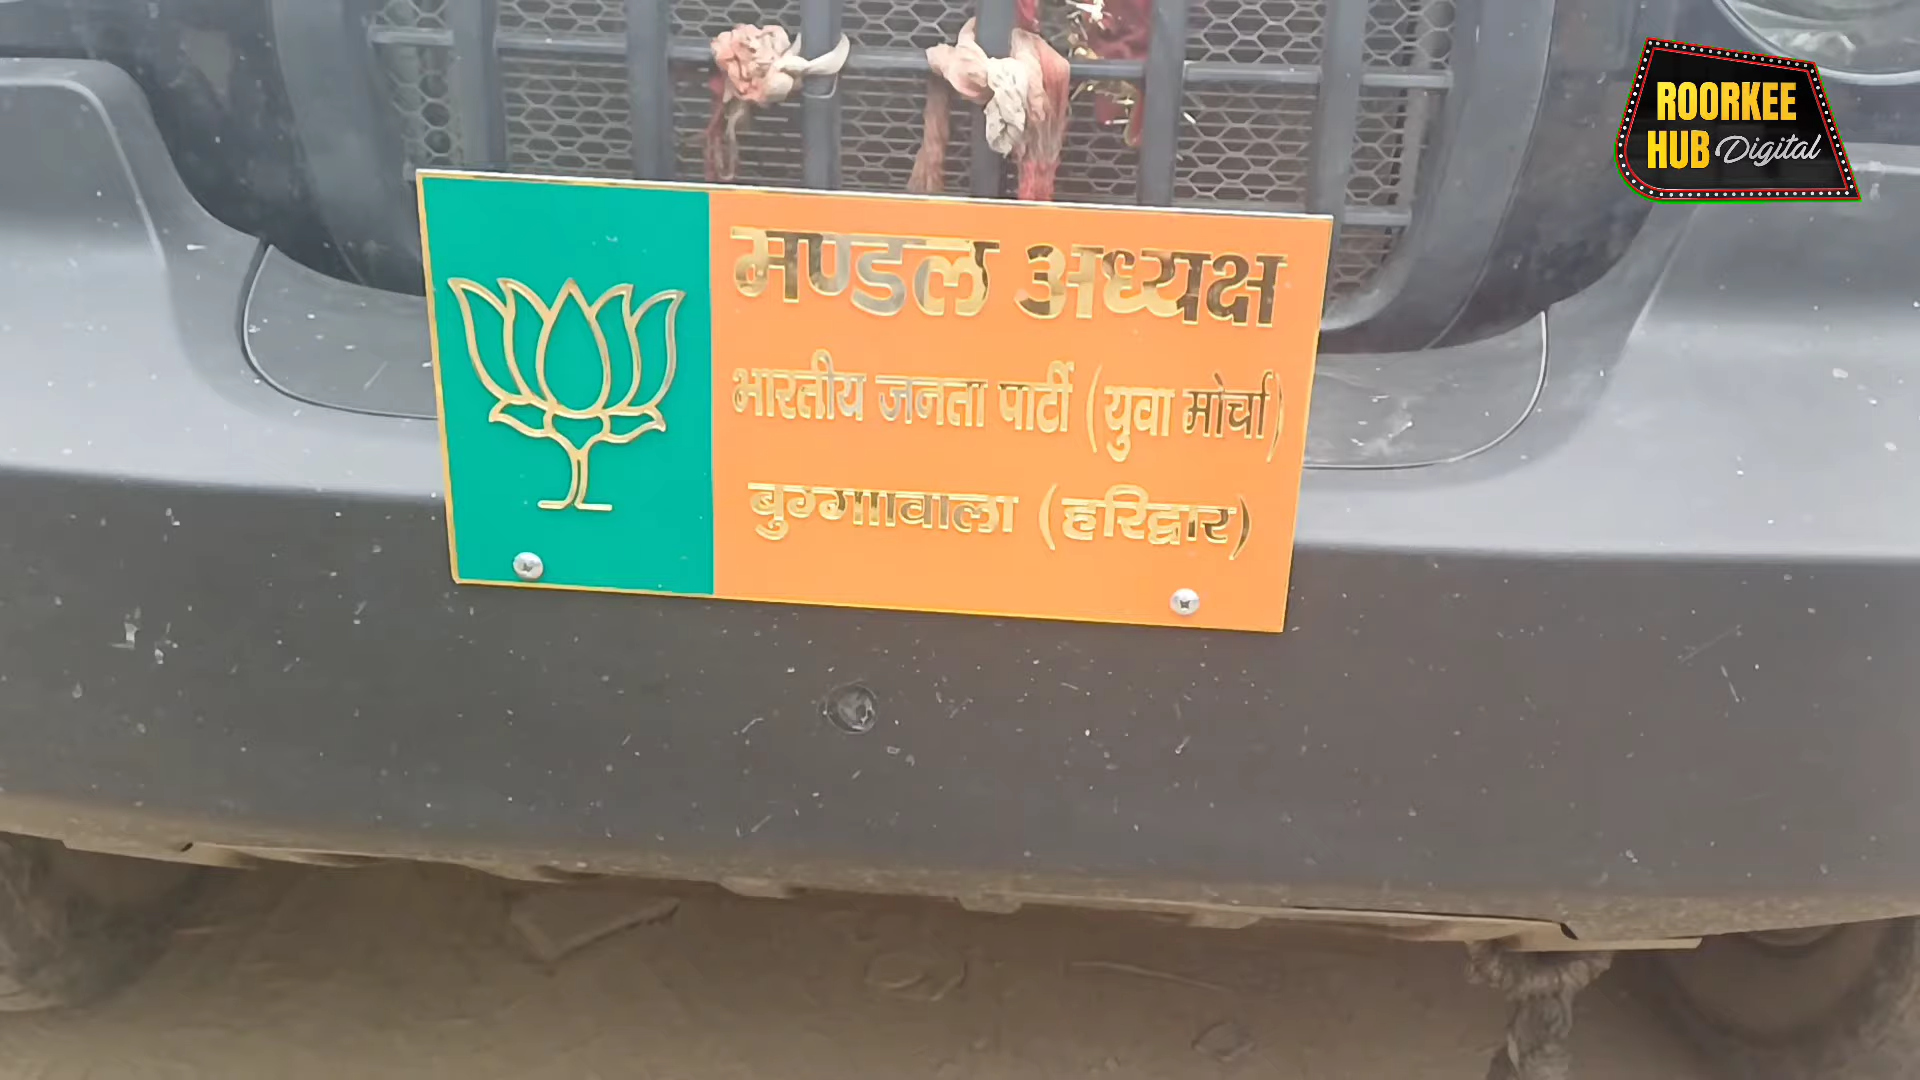 ROORKEE
HUB Digital
मण्डल अध्यक्ष
भारतीय जनता पार्टी (युवा मोर्चा)
बुग्गाावाला (हरिद्वार)